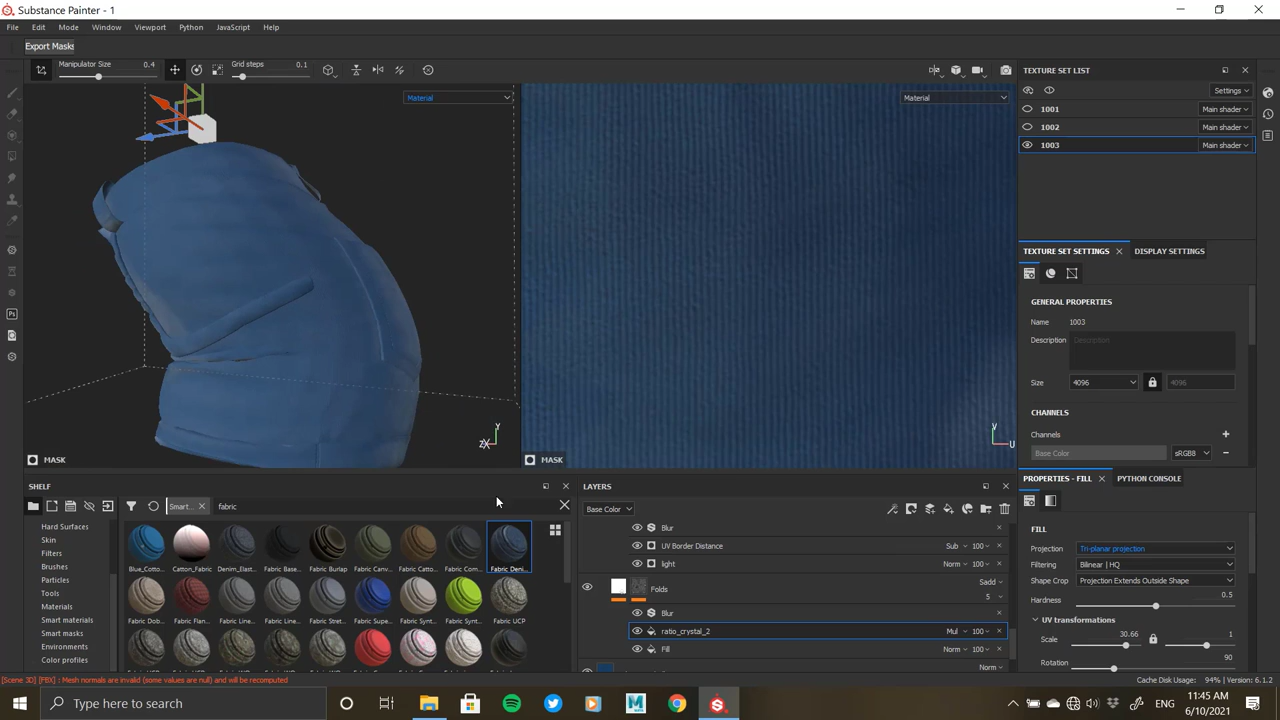 Substance Painter - 1
File Edit Mode Window Viewport Python JavaScript Help
Export Masks
Manipulator Size 0.4 Grid steps 0.1
Material
Material
MASK
MASK
Y
ZX
V
U
TEXTURE SET LIST
Settings
1001 Main shader
1002 Main shader
1003 Main shader
TEXTURE SET SETTINGS DISPLAY SETTINGS
GENERAL PROPERTIES
Name 1003
Description Description
Size 4096 4096
CHANNELS
Channels
Base Color sRGB8
SHELF
Smart... fabric
Hard Surfaces
Skin
Filters
Brushes
Particles
Tools
Materials
Smart materials
Smart masks
Environments
Color profiles
Blue_Cotto... Catton_Fabric Denim_Elast... Fabric Base... Fabric Burlap Fabric Canv... Fabric Catto... Fabric Com... Fabric Deni...
Fabric Dob... Fabric Flan... Fabric Line... Fabric Line... Fabric Stret... Fabric Supe... Fabric Synt... Fabric Synt... Fabric UCP
LAYERS
Base Color
Blur
UV Border Distance Sub 100
light Norm 100
Folds Sadd
5
Blur
ratio_crystal_2 Mul 100
Fill Norm 100
Norm
PROPERTIES - FILL PYTHON CONSOLE
FILL
Projection Tri-planar projection
Filtering Bilinear | HQ
Shape Crop Projection Extends Outside Shape
Hardness 0.5
UV transformations
Scale 30.66 1
Rotation 90
[Scene 3D] [FBX] : Mesh normals are invalid (some values are null) and will be recomputed
Cache Disk Usage: 94% | Version: 6.1.2
Type here to search
11:45 AM
6/10/2021